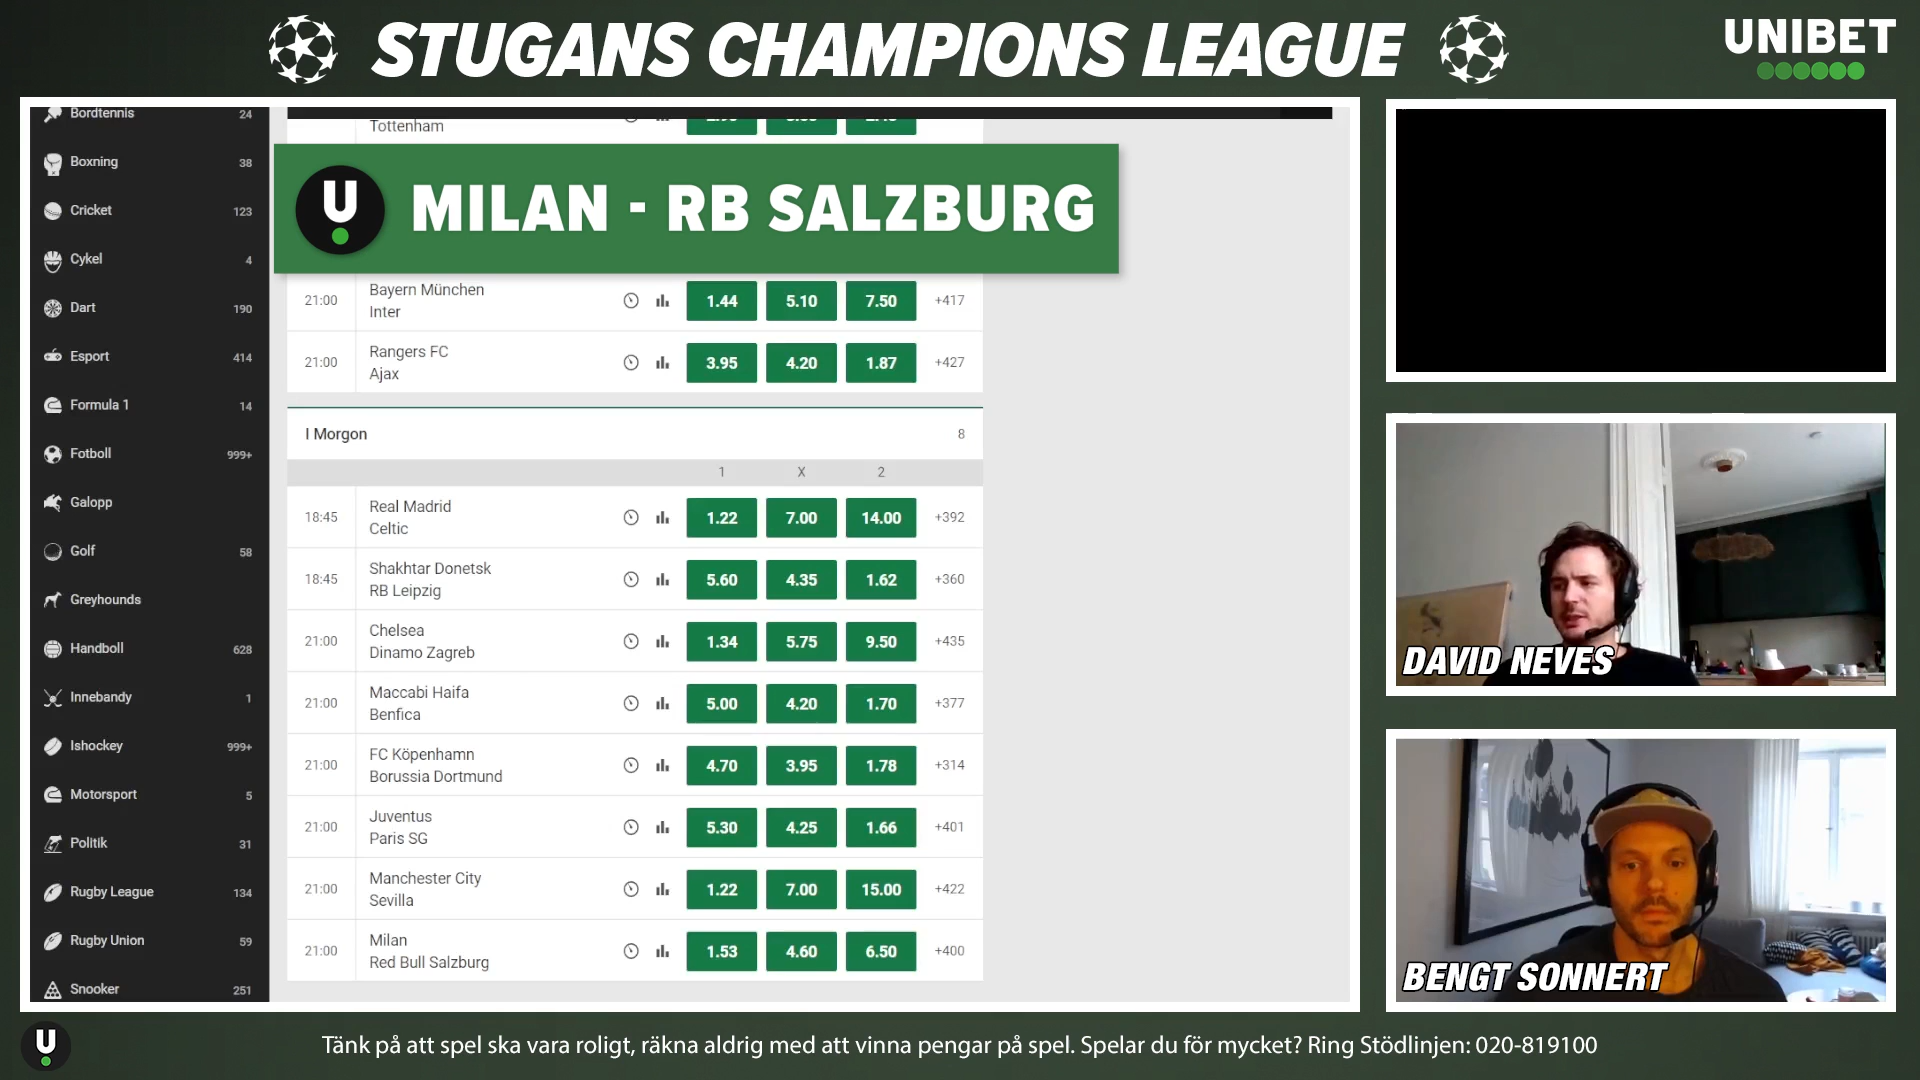 STUGANS CHAMPIONS LEAGUE
UNIBET
Bordtennis 24
Boxning 38
Cricket 123
Cykel 4
Dart 190
Esport 414
Formula 1 14
Fotboll 999+
Galopp
Golf 58
Greyhounds
Handboll 628
Innebandy 1
Ishockey 999+
Motorsport 5
Politik 31
Rugby League 134
Rugby Union 59
Snooker 251
Tottenham
U MILAN - RB SALZBURG
21:00 Bayern München 1.44 5.10 7.50 +417
Inter
21:00 Rangers FC 3.95 4.20 1.87 +427
Ajax
I Morgon 8
1 X 2
18:45 Real Madrid 1.22 7.00 14.00 +392
Celtic
18:45 Shakhtar Donetsk 5.60 4.35 1.62 +360
RB Leipzig
21:00 Chelsea 1.34 5.75 9.50 +435
Dinamo Zagreb
21:00 Maccabi Haifa 5.00 4.20 1.70 +377
Benfica
21:00 FC Köpenhamn 4.70 3.95 1.78 +314
Borussia Dortmund
21:00 Juventus 5.30 4.25 1.66 +401
Paris SG
21:00 Manchester City 1.22 7.00 15.00 +422
Sevilla
21:00 Milan 1.53 4.60 6.50 +400
Red Bull Salzburg
DAVID NEVES
BENGT SONNERT
U Tänk på att spel ska vara roligt, räkna aldrig med att vinna pengar på spel. Spelar du för mycket? Ring Stödlinjen: 020-819100